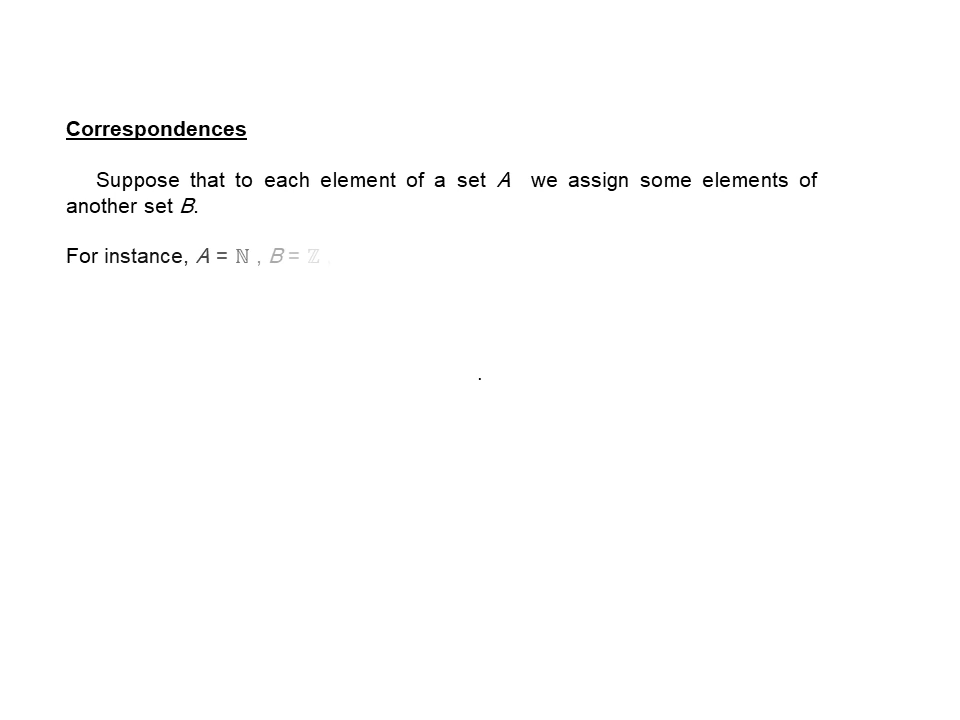 Correspondences
Suppose that to each element of a set A we assign some elements of
another set B.
For instance, A = ℕ , B = ℤ .
.